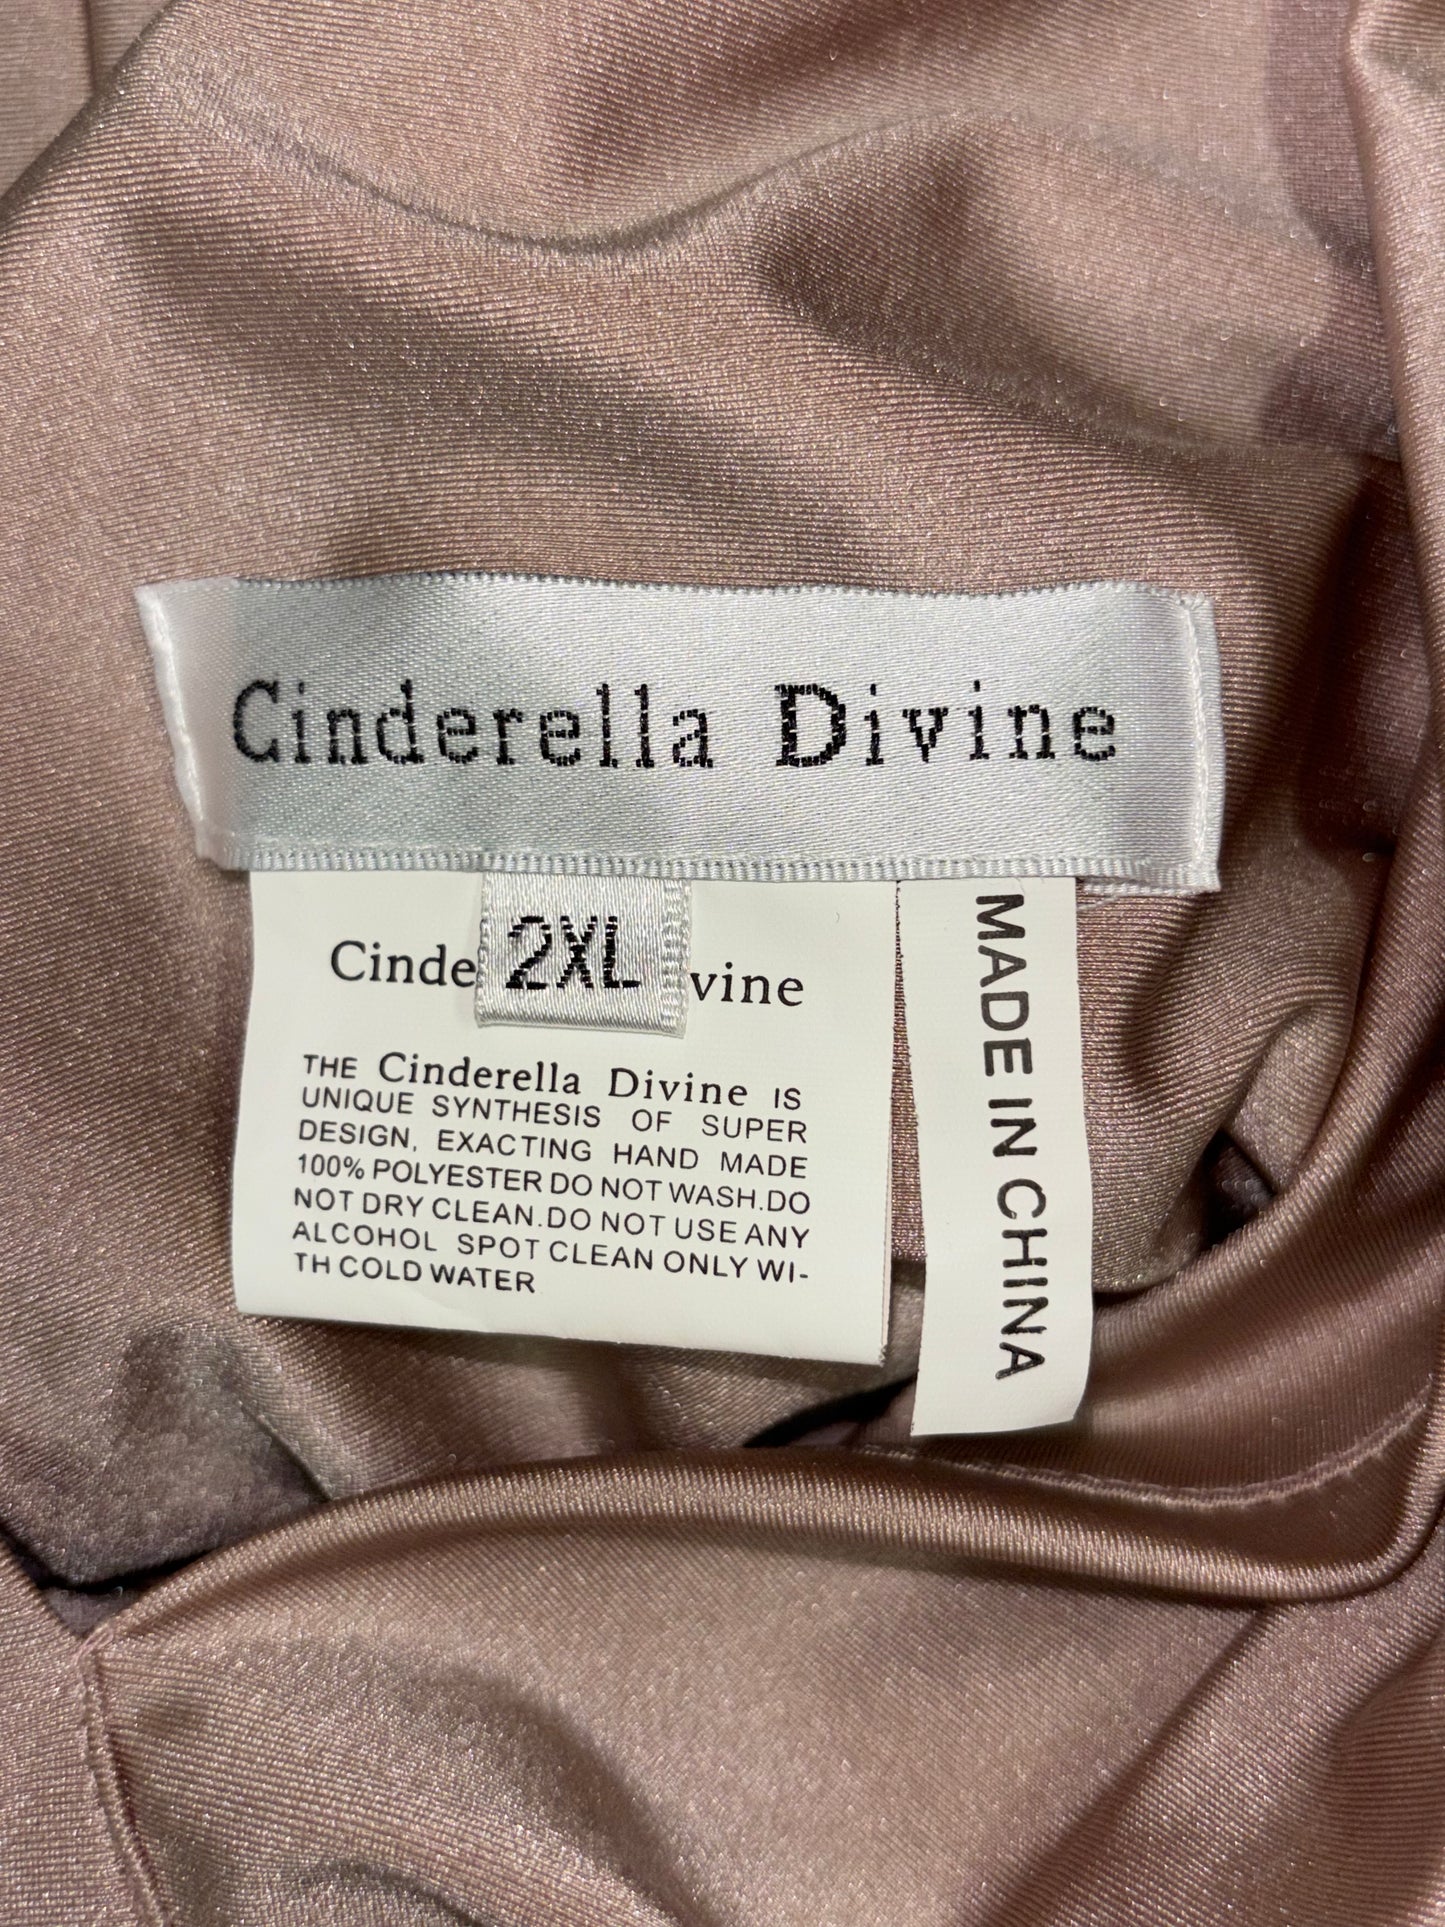 Cinderella Divine
2XL
Cinde vine
THE Cinderella Divine IS
UNIQUE SYNTHESIS OF SUPER
DESIGN, EXACTING HAND MADE
100% POLYESTER DO NOT WASH.DO
NOT DRY CLEAN.DO NOT USE ANY
ALCOHOL SPOT CLEAN ONLY WI-
TH COLD WATER
MADE IN CHINA